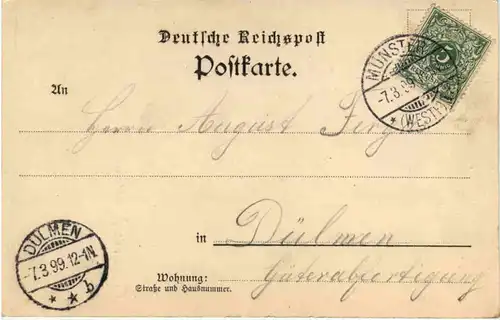 Deutsche Reichspost
Postkarte.
MÜNSTER
-7.3.99
* (WESTF)
An
Herrn August
in Dülmen
DÜLMEN
-7.3.99.12-1N.
* * b
Wohnung: Güterabfertigung
Straße und Hausnummer.